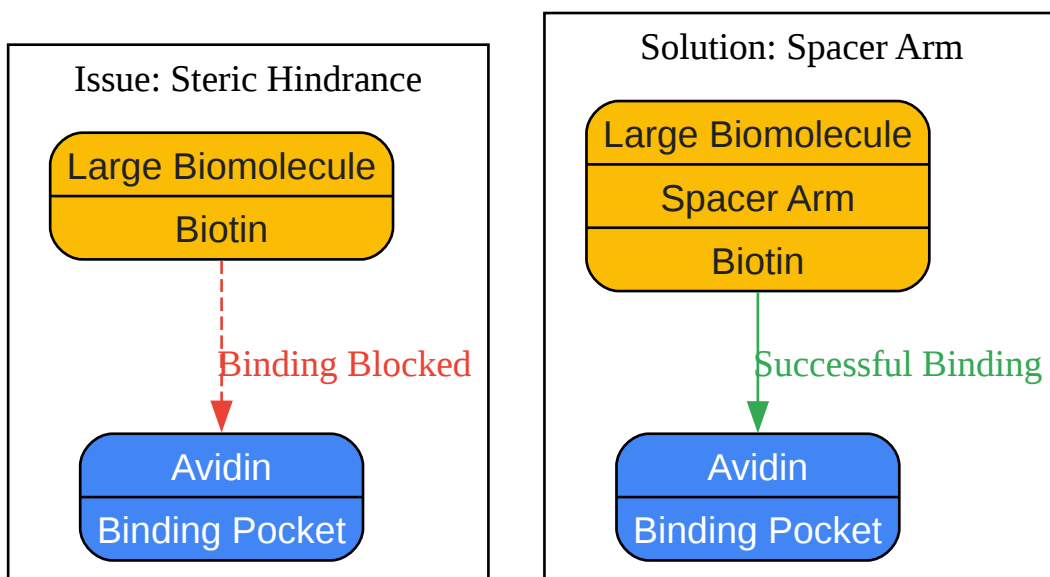 Issue: Steric Hindrance
Large Biomolecule
Biotin
Binding Blocked
Avidin
Binding Pocket
Solution: Spacer Arm
Large Biomolecule
Spacer Arm
Biotin
Successful Binding
Avidin
Binding Pocket